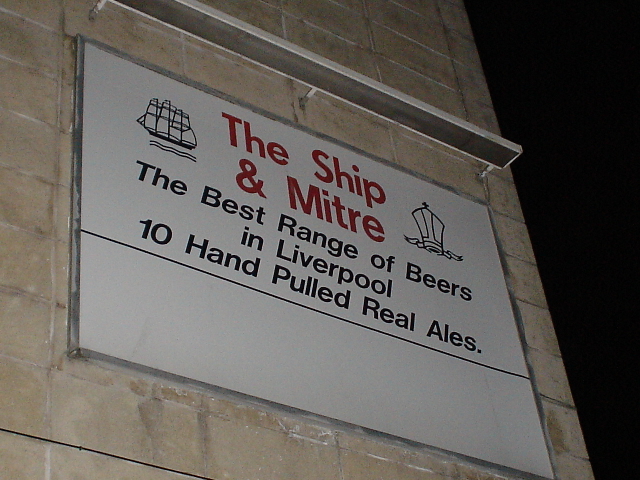 The Ship
& Mitre
The Best Range of Beers
in Liverpool
10 Hand Pulled Real Ales.